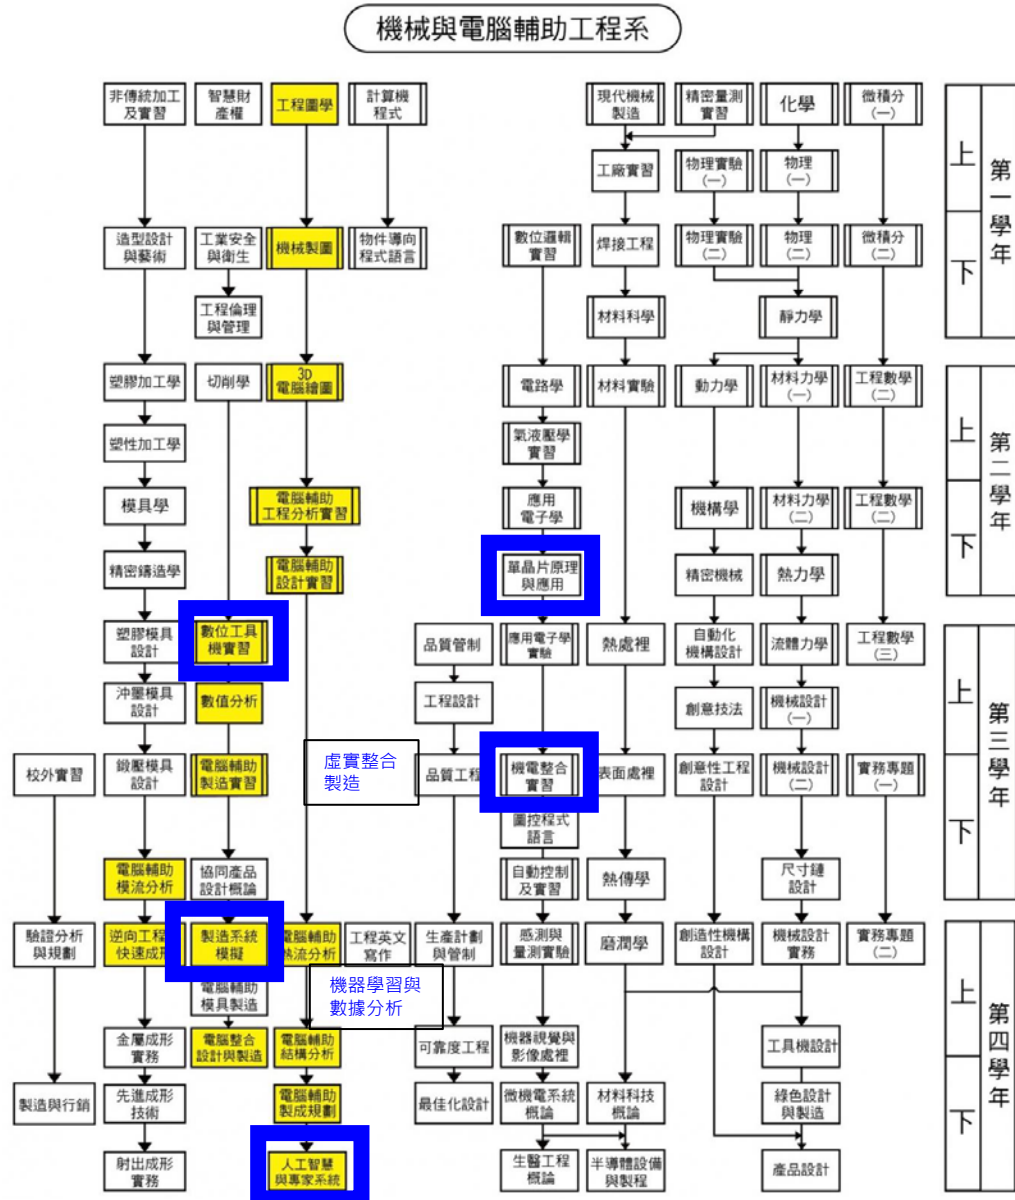 機械與電腦輔助工程系
非傳統加工
及實習
智慧財
產權
工程圖學
計算機
程式
現代機械
製造
精密量測
實習
化學
微積分
(一)
上
第一學年
工廠實習
物理實驗
(一)
物理
(一)
造型設計
與藝術
工業安全
與衛生
機械製圖
物件導向
程式語言
數位邏輯
實習
焊接工程
物理實驗
(二)
物理
(二)
微積分
(二)
下
工程倫理
與管理
材料科學
靜力學
塑膠加工學
切削學
3D
電腦繪圖
電路學
材料實驗
動力學
材料力學
(一)
工程數學
(二)
上
第二學年
塑性加工學
氣液壓學
實習
模具學
電腦輔助
工程分析實習
應用
電子學
機構學
材料力學
(二)
工程數學
(二)
下
精密鑄造學
電腦輔助
設計實習
單晶片原理
與應用
精密機械
熱力學
塑膠模具
設計
數位工具
機實習
品質管制
應用電子學
實驗
熱處裡
自動化
機構設計
流體力學
工程數學
(三)
上
第三學年
沖墨模具
設計
數值分析
工程設計
創意技法
機械設計
(一)
校外實習
鍛壓模具
設計
電腦輔助
製造實習
虛實整合
製造
品質工程
機電整合
實習
表面處裡
創意性工程
設計
機械設計
(二)
實務專題
(一)
下
圖控程式
語言
電腦輔助
模流分析
協同產品
設計概論
自動控制
及實習
熱傳學
尺寸鏈
設計
驗證分析
與規劃
逆向工程
快速成形
製造系統
模擬
電腦輔助
熱流分析
工程英文
寫作
生產計劃
與管制
感測與
量測實驗
磨潤學
創造性機構
設計
機械設計
實務
實務專題
(二)
上
第四學年
電腦輔助
模具製造
機器學習與
數據分析
金屬成形
實務
電腦整合
設計與製造
電腦輔助
結構分析
可靠度工程
機器視覺與
影像處裡
工具機設計
下
製造與行銷
先進成形
技術
電腦輔助
製成規劃
最佳化設計
微機電系統
概論
材料科技
概論
綠色設計
與製造
射出成形
實務
人工智慧
與專家系統
生醫工程
概論
半導體設備
與製程
產品設計